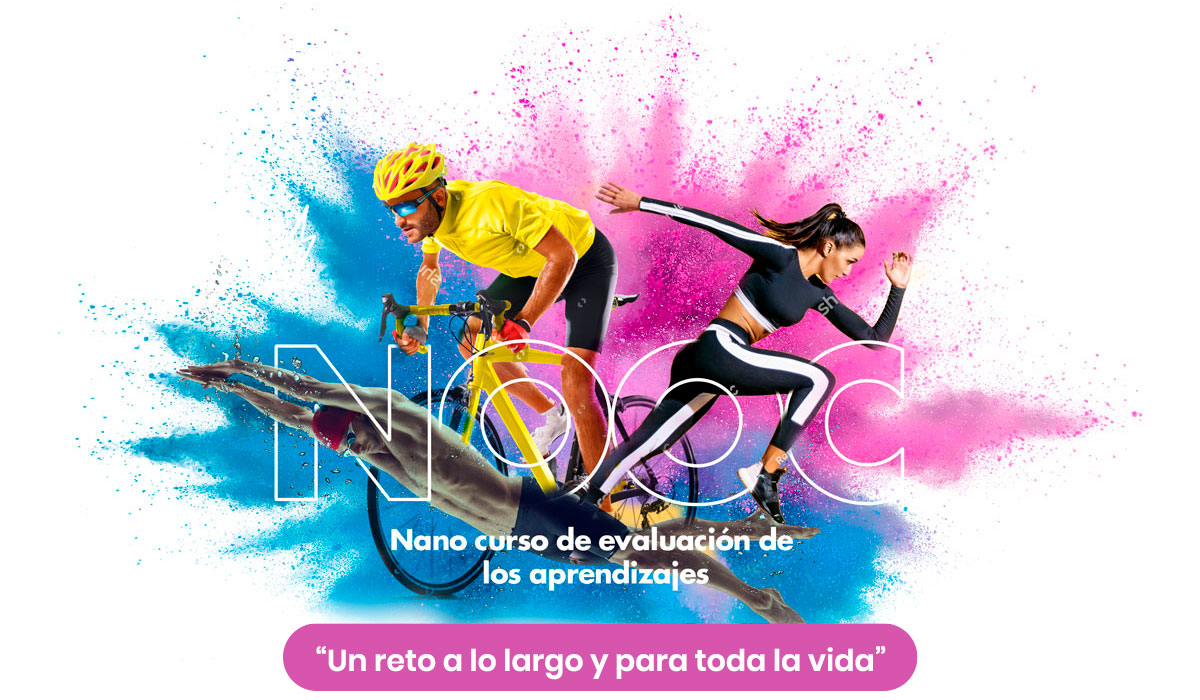 NOOC
Nano curso de evaluación de
los aprendizajes
“Un reto a lo largo y para toda la vida”